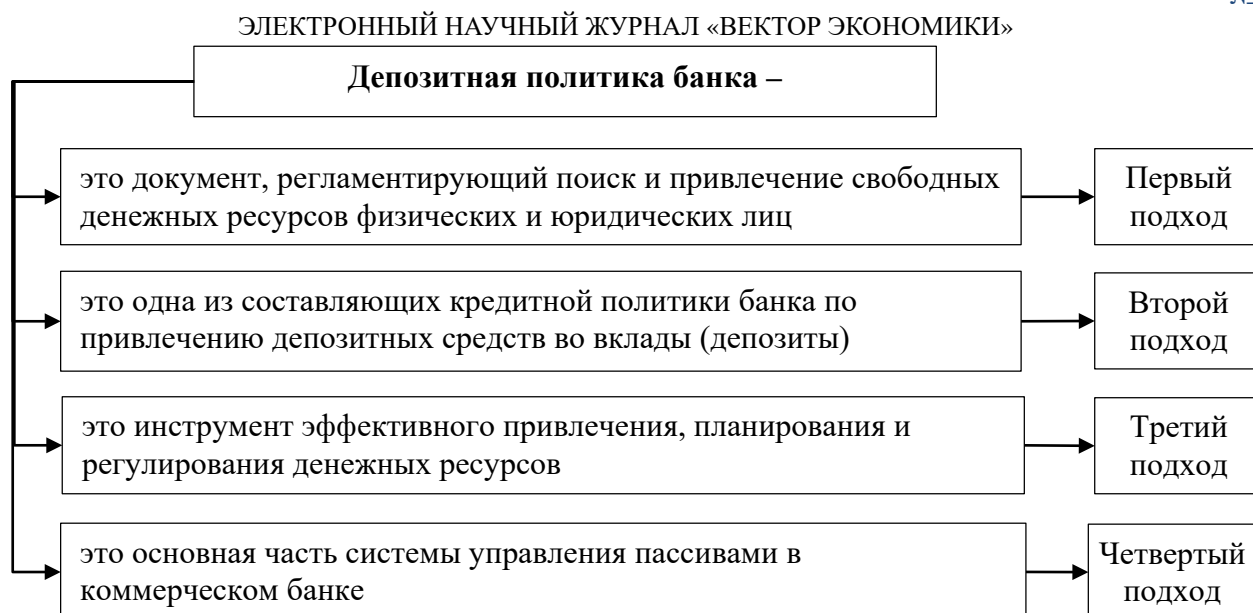 ЭЛЕКТРОННЫЙ НАУЧНЫЙ ЖУРНАЛ «ВЕКТОР ЭКОНОМИКИ»
Депозитная политика банка –
это документ, регламентирующий поиск и привлечение свободных
денежных ресурсов физических и юридических лиц
Первый
подход
это одна из составляющих кредитной политики банка по
привлечению депозитных средств во вклады (депозиты)
Второй
подход
это инструмент эффективного привлечения, планирования и
регулирования денежных ресурсов
Третий
подход
это основная часть системы управления пассивами в
коммерческом банке
Четвертый
подход